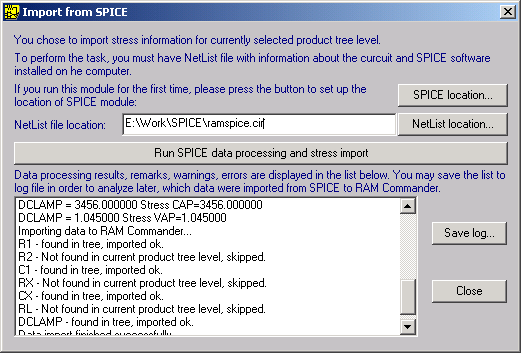 Import from SPICE
You chose to import stress information for currently selected product tree level.
To perform the task, you must have NetList file with information about the curcuit and SPICE software
installed on he computer.
If you run this module for the first time, please press the button to set up the
location of SPICE module:
SPICE location...
NetList file location:
E:\Work\SPICE\ramspice.cir
NetList location...
Run SPICE data processing and stress import
Data processing results, remarks, warnings, errors are displayed in the list below. You may save the list to
log file in order to analyze later, which data were imported from SPICE to RAM Commander.
DCLAMP = 3456.000000 Stress CAP=3456.000000
DCLAMP = 1.045000 Stress VAP=1.045000
Importing data to RAM Commander...
R1 - found in tree, imported ok.
R2 - Not found in current product tree level, skipped.
C1 - found in tree, imported ok.
RX - Not found in current product tree level, skipped.
CX - found in tree, imported ok.
RL - Not found in current product tree level, skipped.
DCLAMP - found in tree, imported ok.
Data import finished successfully
Save log...
Close